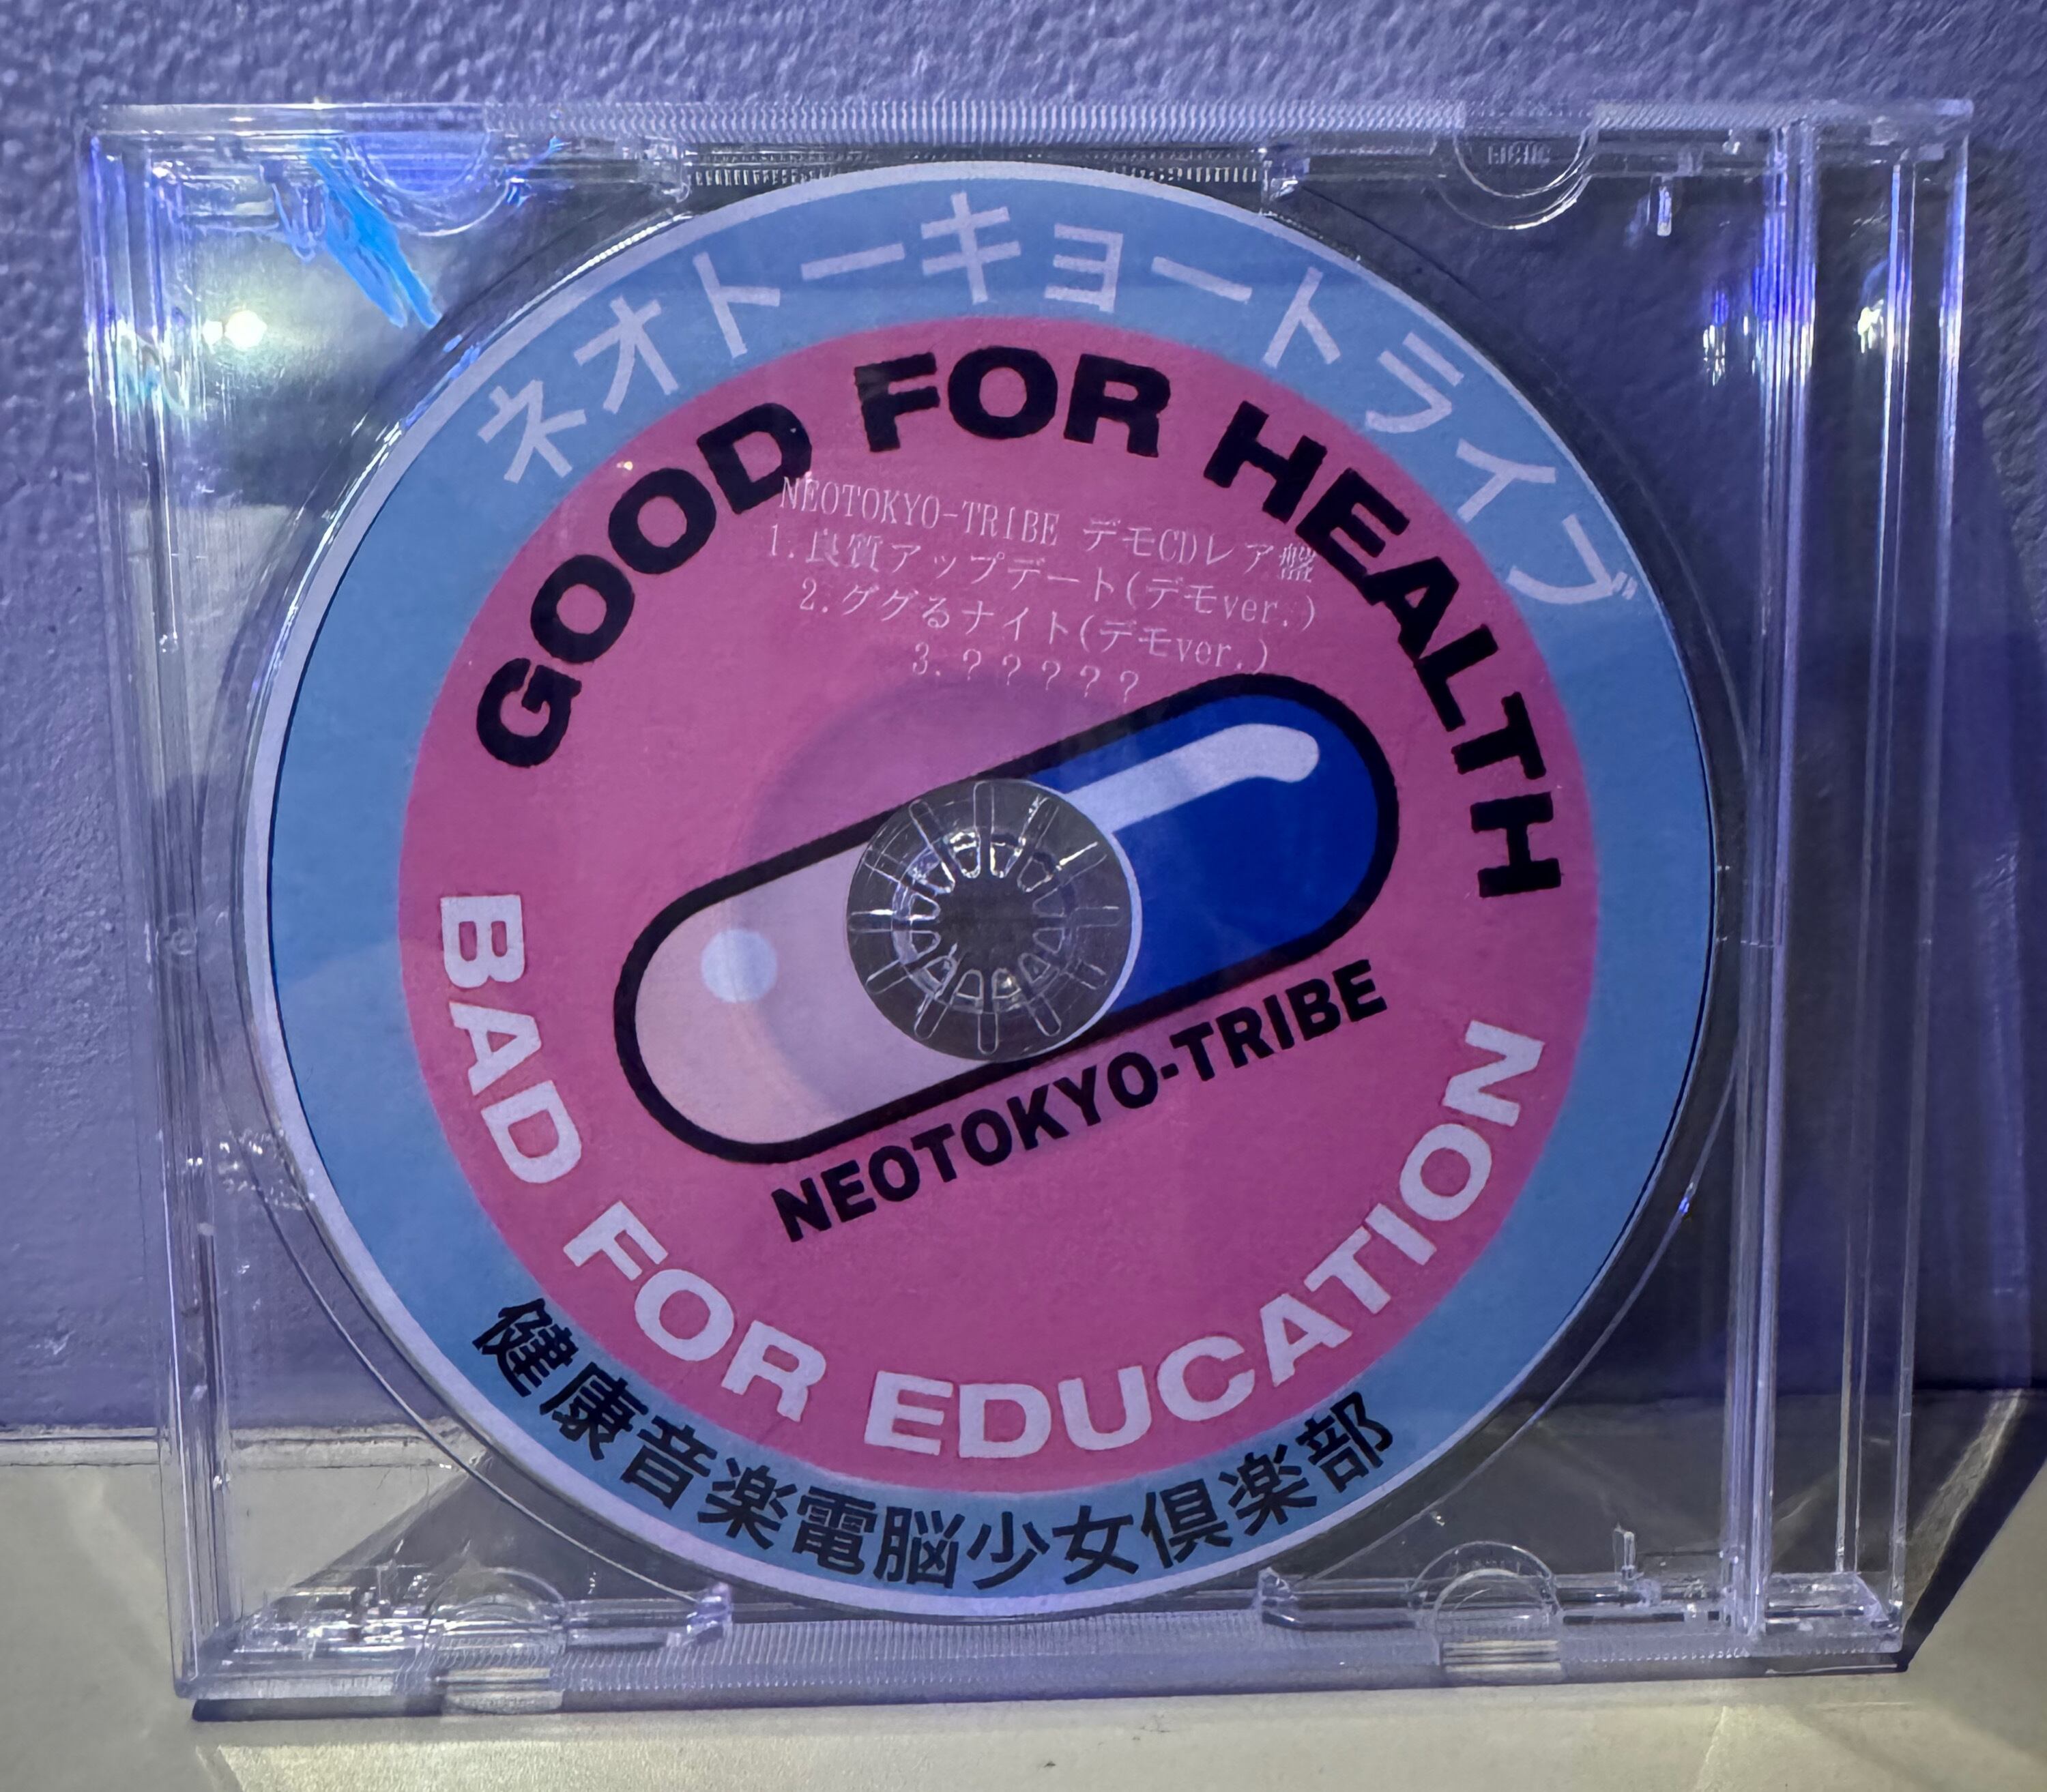 ネオトーキョートライブ
GOOD FOR HEALTH
NEOTOKYO-TRIBE デモCDレア盤
1.良質アップデート(デモver.)
2.ググるナイト(デモver.)
3.？？？？？
NEOTOKYO-TRIBE
BAD FOR EDUCATION
健康音楽電脳少女倶楽部